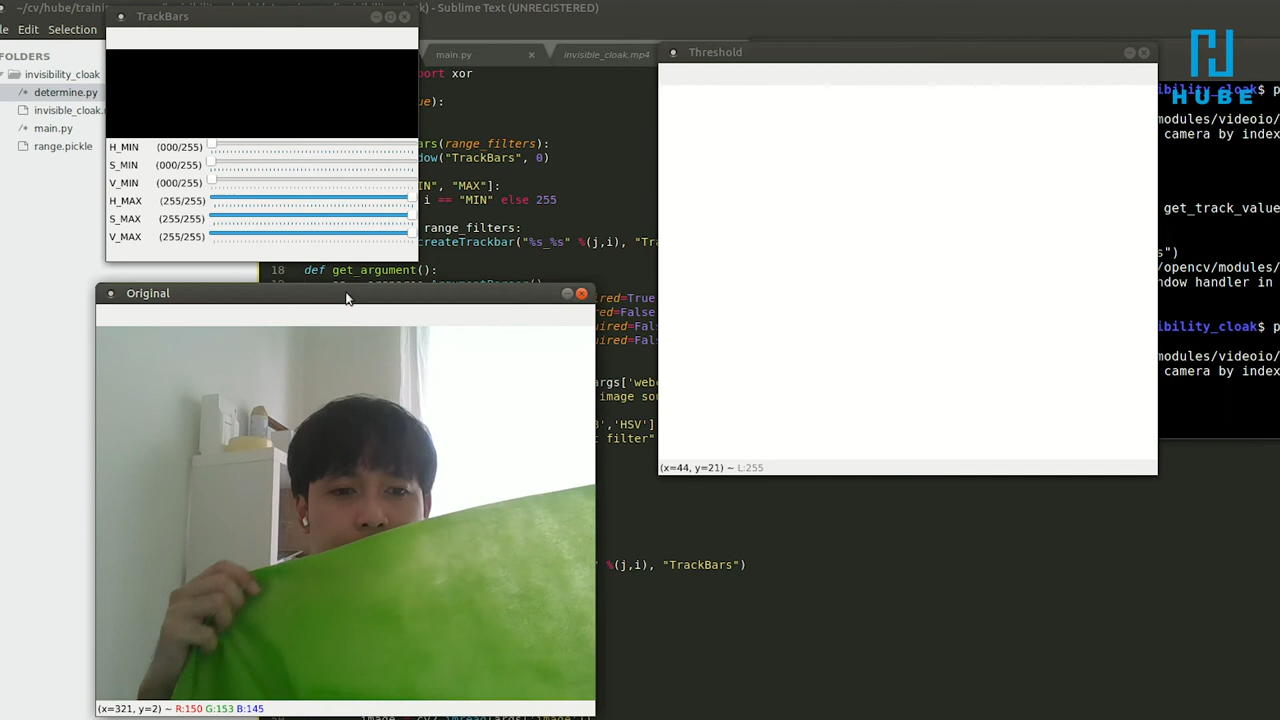 ~/cv/hube/traini
) - Sublime Text (UNREGISTERED)
le Edit Selection
FOLDERS
invisibility_cloak
determine.py
invisible_cloak.
main.py
range.pickle
TrackBars
H_MIN (000/255)
S_MIN (000/255)
V_MIN (000/255)
H_MAX (255/255)
S_MAX (255/255)
V_MAX (255/255)
main.py × invisible_cloak.mp4
port xor
ue):
ars(range_filters):
dow("TrackBars", 0)
IN", "MAX"]:
i == "MIN" else 255
range_filters:
createTrackbar("%s_%s" %(j,i), "Tra
18 def get_argument():
ired=True
red=False
uired=Fal
uired=Fal
args['webc
image sou
B','HSV']
t filter"
%(j,i), "TrackBars")
Original
(x=321, y=2) ~ R:150 G:153 B:145
Threshold
(x=44, y=21) ~ L:255
HUBE
ibility_cloak$ p
modules/videoio/
camera by index
get_track_value
s")
/opencv/modules/
ndow handler in
ibility_cloak$ p
modules/videoio/
camera by index